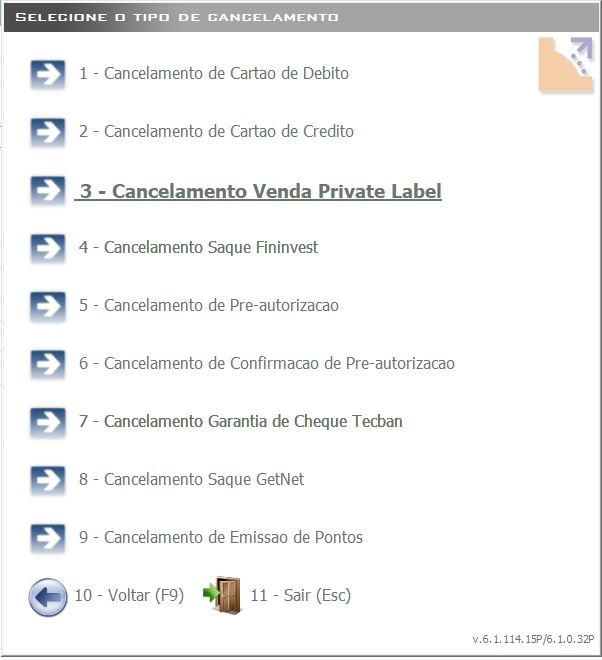 Selecione o tipo de cancelamento
1 - Cancelamento de Cartao de Debito
2 - Cancelamento de Cartao de Credito
3 - Cancelamento Venda Private Label
4 - Cancelamento Saque Fininvest
5 - Cancelamento de Pre-autorizacao
6 - Cancelamento de Confirmacao de Pre-autorizacao
7 - Cancelamento Garantia de Cheque Tecban
8 - Cancelamento Saque GetNet
9 - Cancelamento de Emissao de Pontos
10 - Voltar (F9) 11 - Sair (Esc)
v.6.1.114.15P/6.1.0.32P